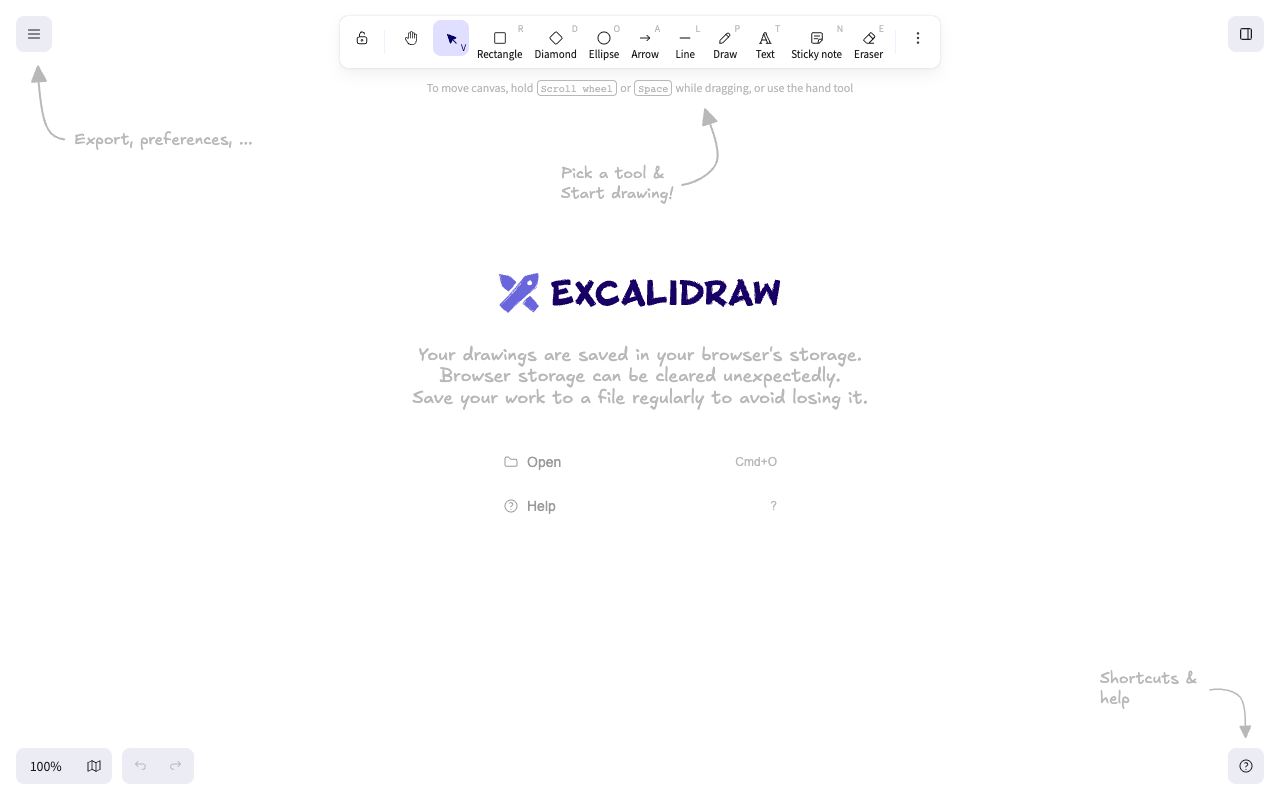 V
R
Rectangle
D
Diamond
O
Ellipse
A
Arrow
L
Line
P
Draw
T
Text
N
Sticky note
E
Eraser
To move canvas, hold Scroll wheel or Space while dragging, or use the hand tool
Export, preferences, ...
Pick a tool &
Start drawing!
EXCALIDRAW
Your drawings are saved in your browser's storage.
Browser storage can be cleared unexpectedly.
Save your work to a file regularly to avoid losing it.
Open Cmd+O
Help ?
Shortcuts &
help
100%